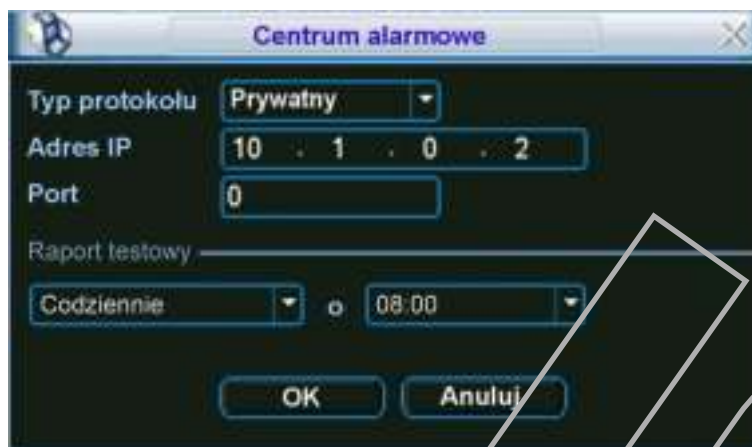 Centrum alarmowe
Typ protokołu Prywatny
Adres IP 10 . 1 . 0 . 2
Port 0
Raport testowy
Codziennie o 08:00
OK Anuluj